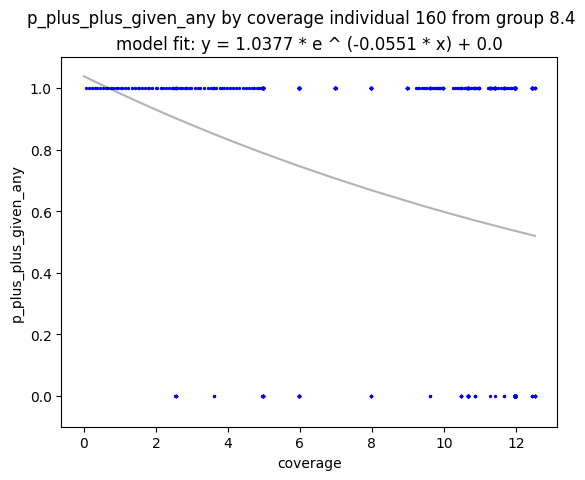 p_plus_plus_given_any by coverage individual 160 from group 8.4
model fit: y = 1.0377 * e ^ (-0.0551 * x) + 0.0
1.0
0.8
0.6
0.4
0.2
0.0
p_plus_plus_given_any
0 2 4 6 8 10 12
coverage